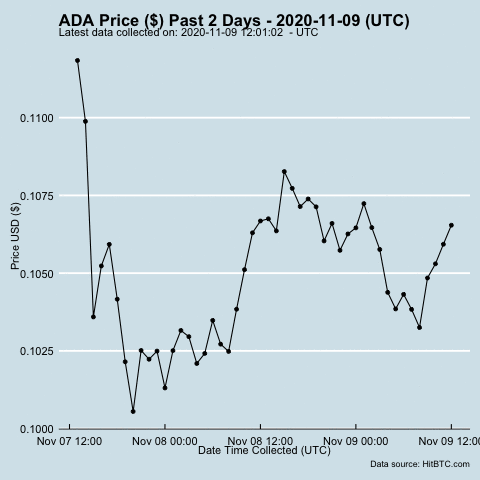 ADA Price ($) Past 2 Days - 2020-11-09 (UTC)
Latest data collected on: 2020-11-09 12:01:02 - UTC
Price USD ($)
0.1100
0.1075
0.1050
0.1025
0.1000
Nov 07 12:00 Nov 08 00:00 Nov 08 12:00 Nov 09 00:00 Nov 09 12:00
Date Time Collected (UTC)
Data source: HitBTC.com